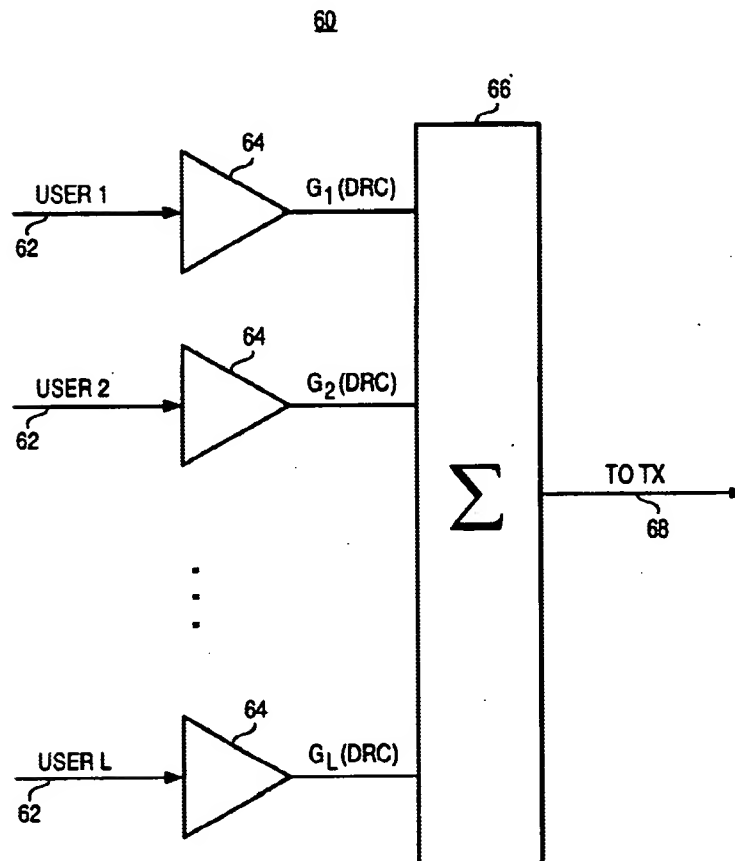 60
66
64
USER 1
G1(DRC)
62
64
USER 2
G2(DRC)
62
Σ
TO TX
68
64
USER L
GL(DRC)
62